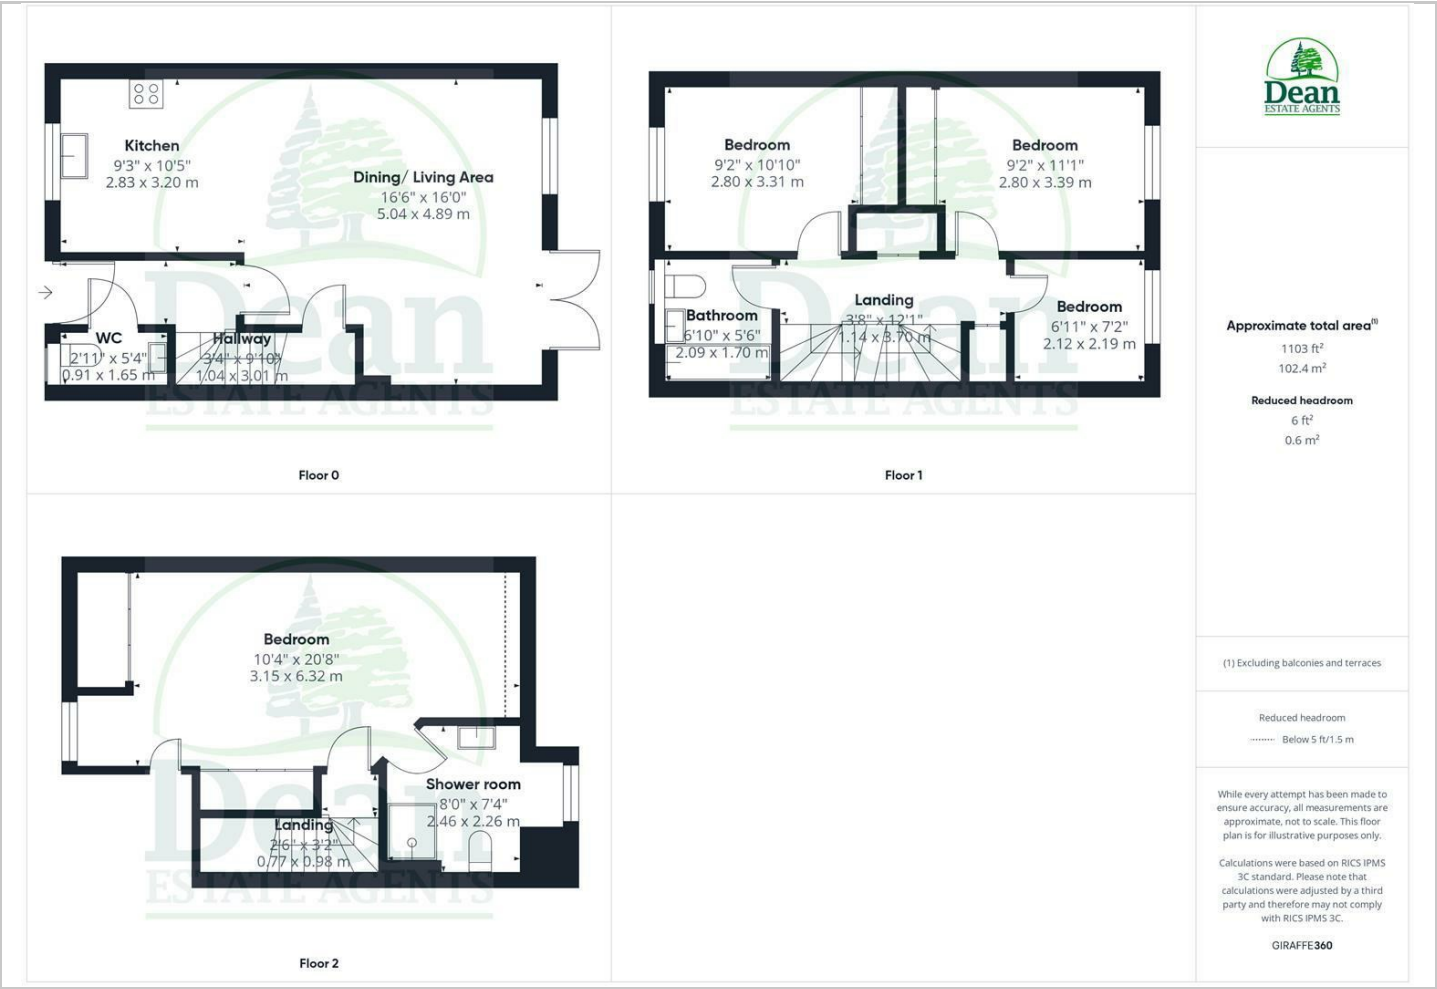 Kitchen
9'3" x 10'5"
2.83 x 3.20 m
Dining/ Living Area
16'6" x 16'0"
5.04 x 4.89 m
WC
2'11" x 5'4"
0.91 x 1.65 m
Hallway
3'4" x 9'10"
1.04 x 3.01 m
Dean
ESTATE AGENTS
Floor 0
Bedroom
9'2" x 10'10"
2.80 x 3.31 m
Bedroom
9'2" x 11'1"
2.80 x 3.39 m
Bathroom
6'10" x 5'6"
2.09 x 1.70 m
Landing
3'8" x 12'1"
1.14 x 3.70 m
Bedroom
6'11" x 7'2"
2.12 x 2.19 m
Dean
ESTATE AGENTS
Floor 1
Bedroom
10'4" x 20'8"
3.15 x 6.32 m
Shower room
8'0" x 7'4"
2.46 x 2.26 m
Landing
2'6" x 3'2"
0.77 x 0.98 m
Dean
ESTATE AGENTS
Floor 2
Dean
ESTATE AGENTS
Approximate total area(1)
1103 ft²
102.4 m²
Reduced headroom
6 ft²
0.6 m²
(1) Excluding balconies and terraces
Reduced headroom
Below 5 ft/1.5 m
While every attempt has been made to
ensure accuracy, all measurements are
approximate, not to scale. This floor
plan is for illustrative purposes only.
Calculations were based on RICS IPMS
3C standard. Please note that
calculations were adjusted by a third
party and therefore may not comply
with RICS IPMS 3C.
GIRAFFE360